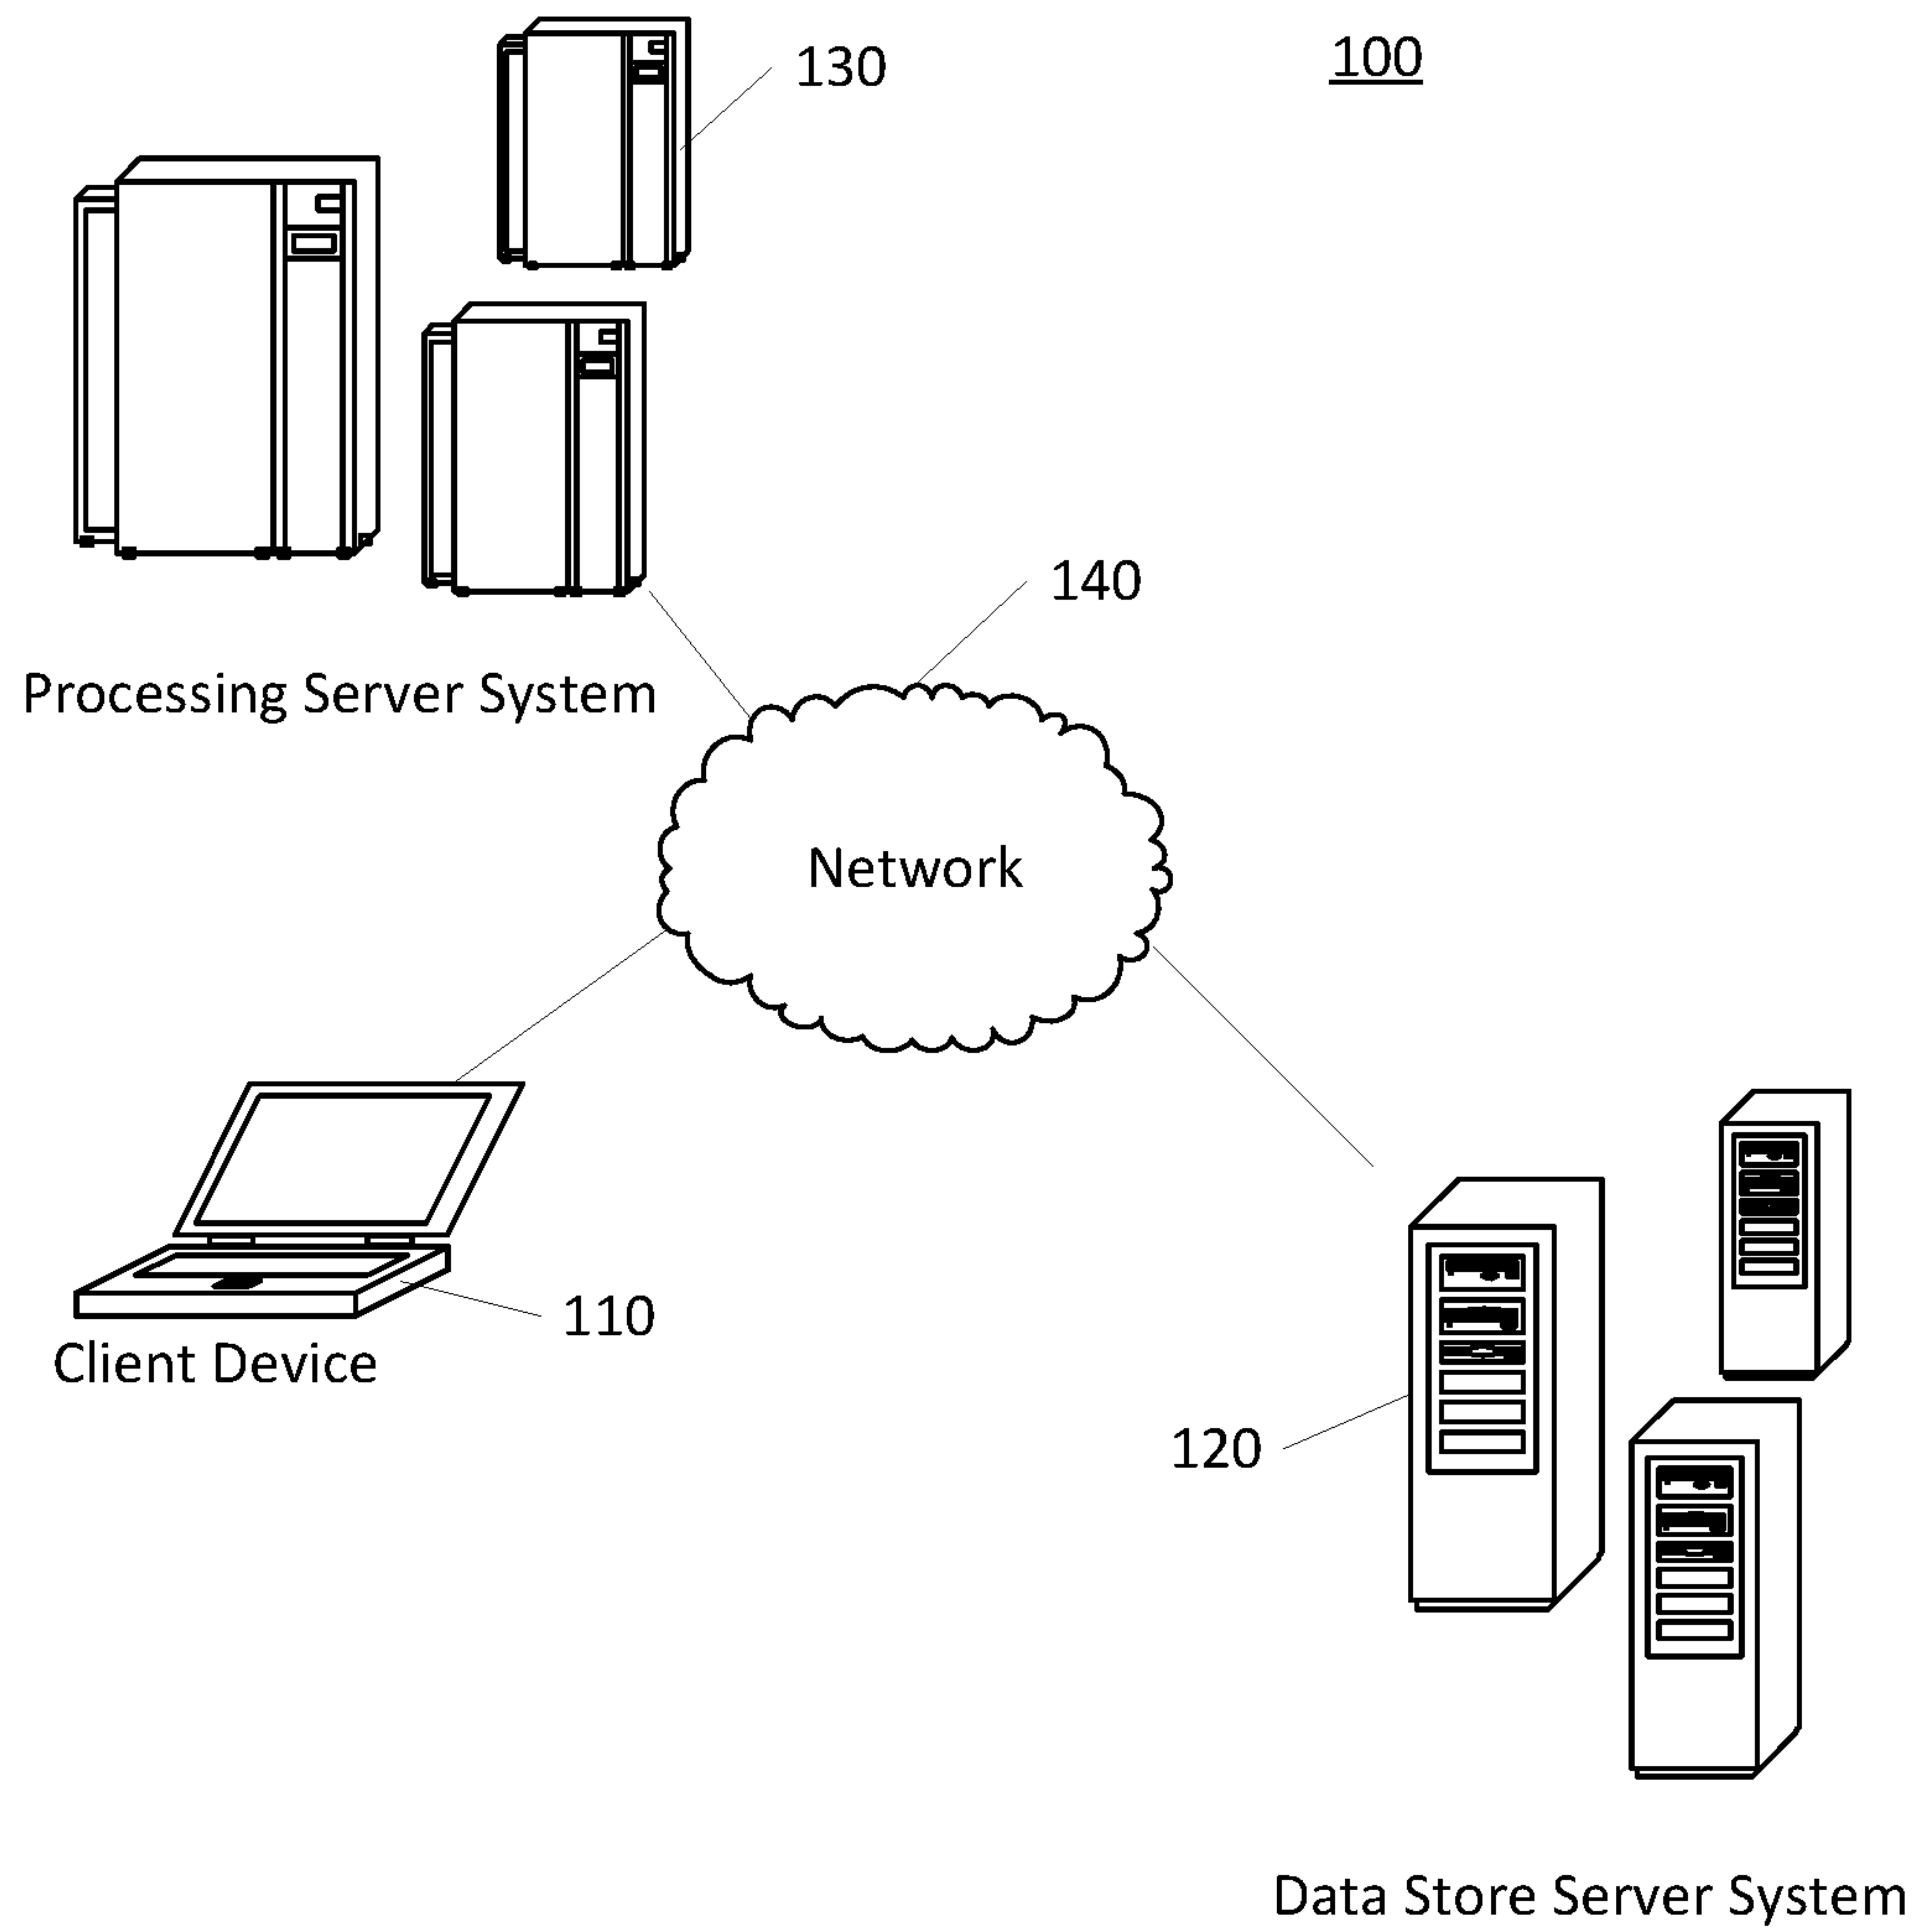 130
100
140
Processing Server System
Network
110
Client Device
120
Data Store Server System